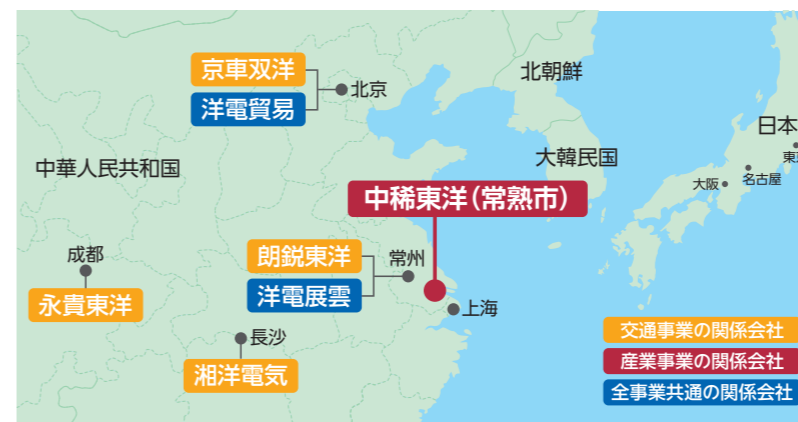 京車双洋
北京
洋電貿易
北朝鮮
日本
東
大阪
名古屋
大韓民国
中華人民共和国
中稀東洋(常熟市)
成都
永貴東洋
朗鋭東洋
常州
洋電展雲
上海
長沙
湘洋電気
交通事業の関係会社
産業事業の関係会社
全事業共通の関係会社